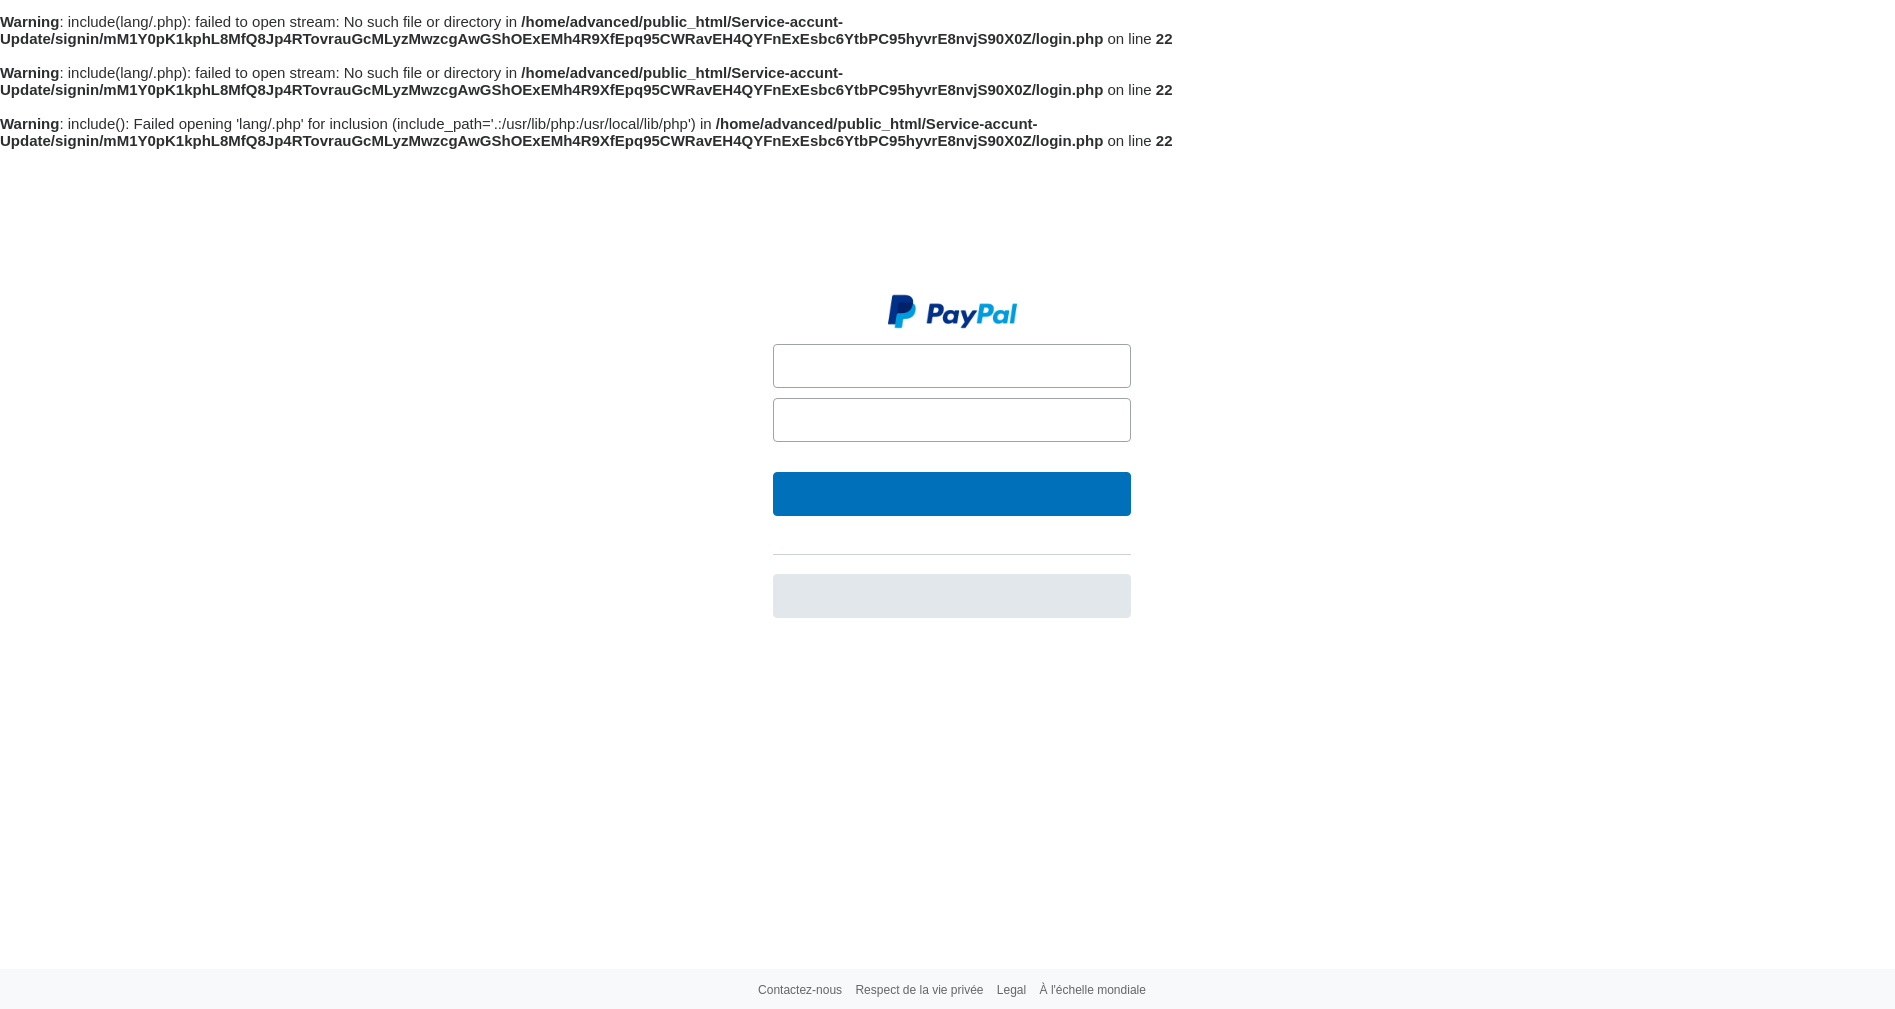 Warning: include(lang/.php): failed to open stream: No such file or directory in /home/advanced/public_html/Service-accunt-
Update/signin/mM1Y0pK1kphL8MfQ8Jp4RTovrauGcMLyzMwzcgAwGShOExEMh4R9XfEpq95CWRavEH4QYFnExEsbc6YtbPC95hyvrE8nvjS90X0Z/login.php on line 22
Warning: include(lang/.php): failed to open stream: No such file or directory in /home/advanced/public_html/Service-accunt-
Update/signin/mM1Y0pK1kphL8MfQ8Jp4RTovrauGcMLyzMwzcgAwGShOExEMh4R9XfEpq95CWRavEH4QYFnExEsbc6YtbPC95hyvrE8nvjS90X0Z/login.php on line 22
Warning: include(): Failed opening 'lang/.php' for inclusion (include_path='.:/usr/lib/php:/usr/local/lib/php') in /home/advanced/public_html/Service-accunt-
Update/signin/mM1Y0pK1kphL8MfQ8Jp4RTovrauGcMLyzMwzcgAwGShOExEMh4R9XfEpq95CWRavEH4QYFnExEsbc6YtbPC95hyvrE8nvjS90X0Z/login.php on line 22
PayPal
Contactez-nous Respect de la vie privée Legal À l'échelle mondiale